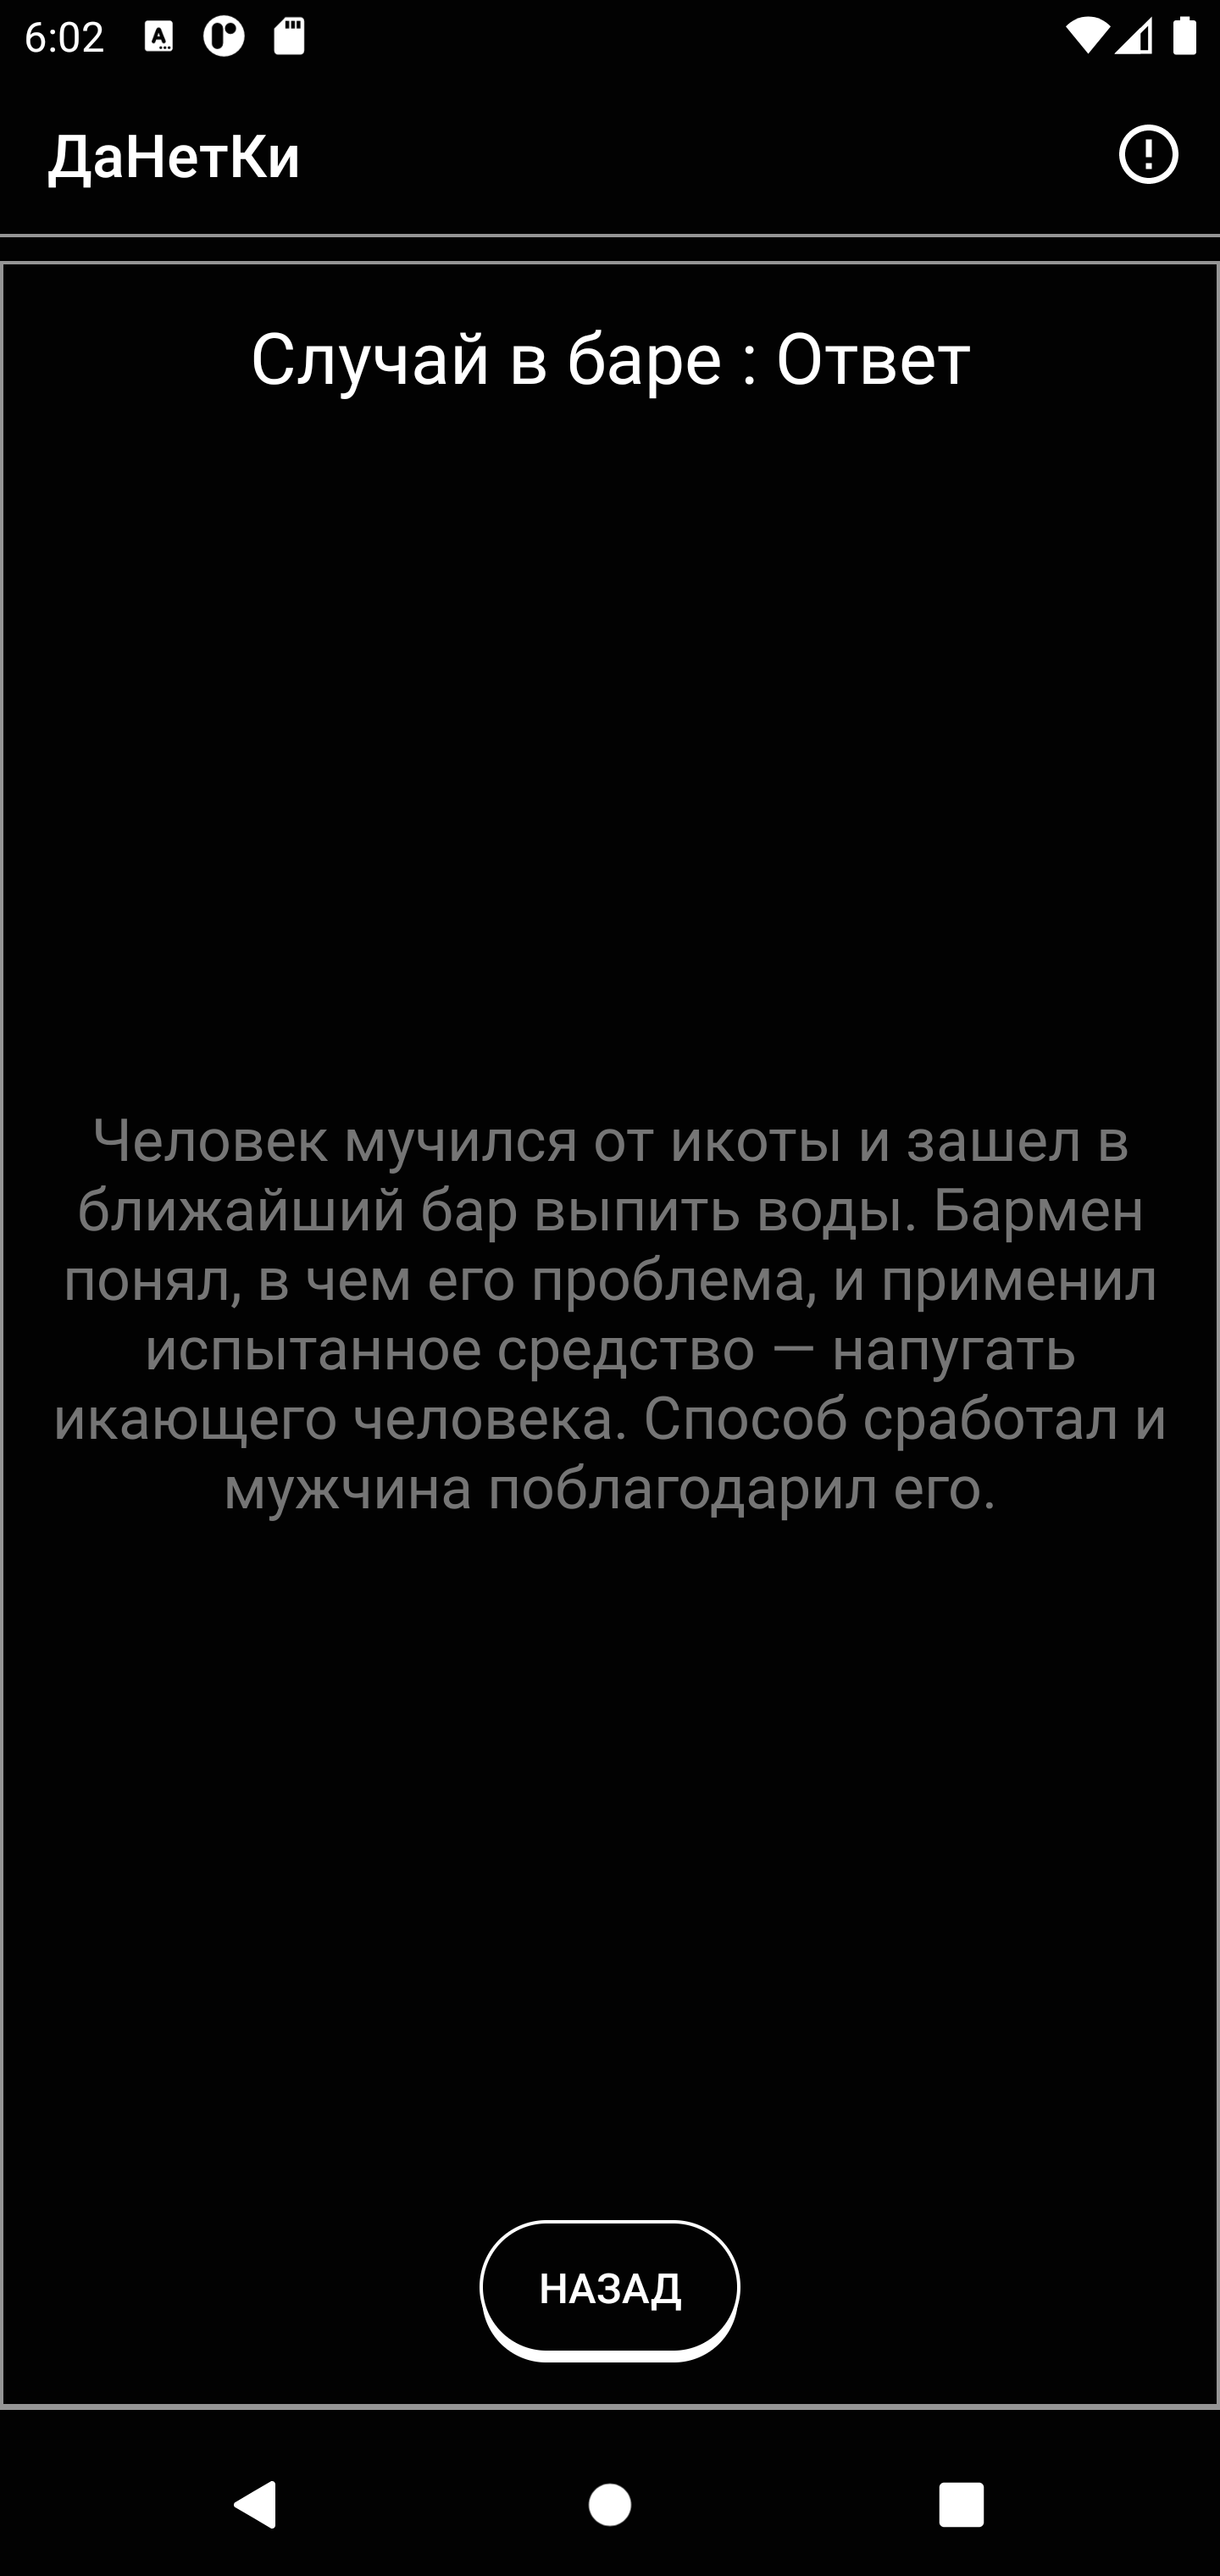 6:02
ДаНетКи
Случай в баре : Ответ
Человек мучился от икоты и зашел в
ближайший бар выпить воды. Бармен
понял, в чем его проблема, и применил
испытанное средство — напугать
икающего человека. Способ сработал и
мужчина поблагодарил его.
НАЗАД